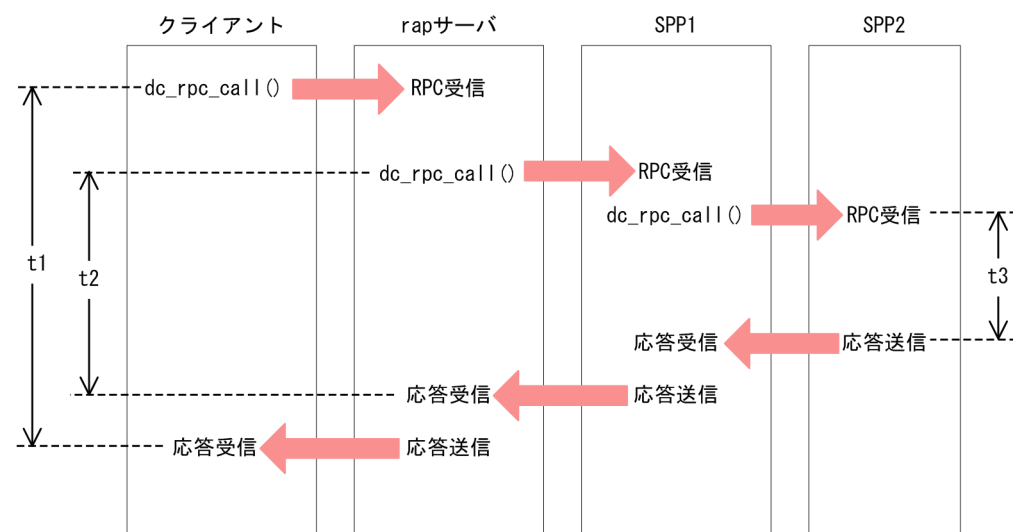 クライアント rapサーバ SPP1 SPP2
dc_rpc_call() RPC受信
dc_rpc_call() RPC受信
dc_rpc_call() RPC受信
t1
t2
t3
応答受信 応答送信
応答受信 応答送信
応答受信 応答送信